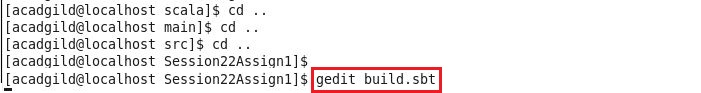 [acadgild@localhost scala]$ cd ..
[acadgild@localhost main]$ cd ..
[acadgild@localhost src]$ cd ..
[acadgild@localhost Session22Assign1]$
[acadgild@localhost Session22Assign1]$ gedit build.sbt